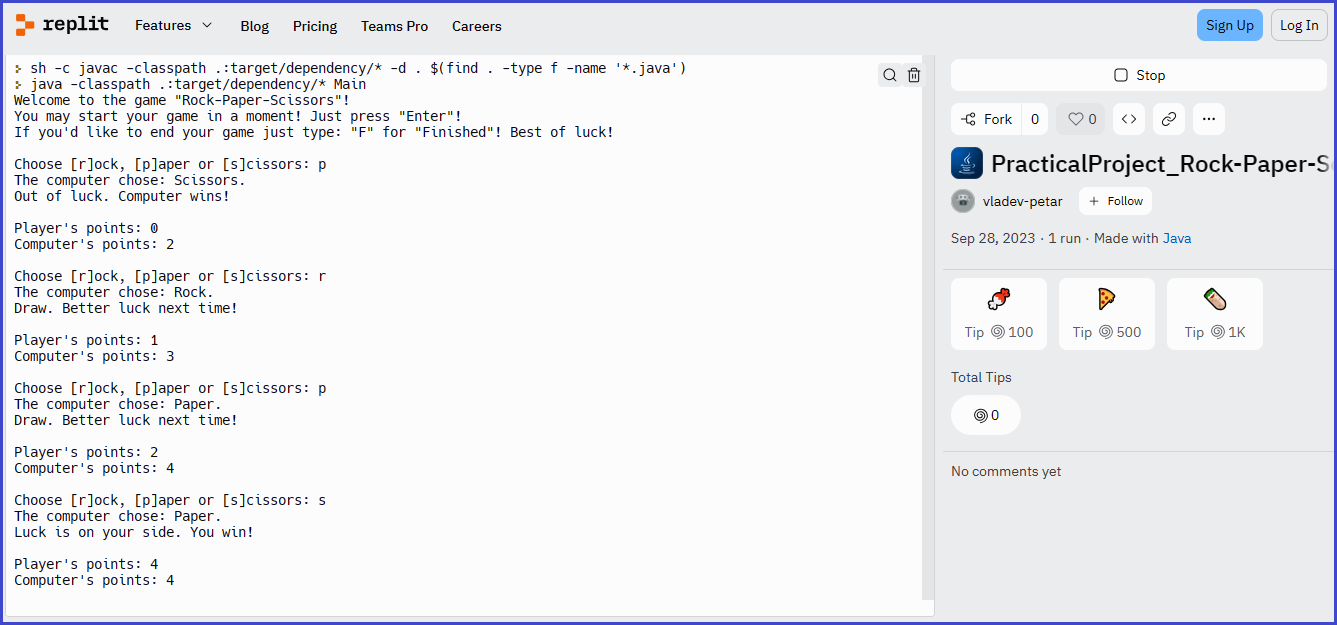 replit Features Blog Pricing Teams Pro Careers Sign Up Log In
sh -c javac -classpath .:target/dependency/* -d . $(find . -type f -name '*.java')
java -classpath .:target/dependency/* Main
Welcome to the game "Rock-Paper-Scissors"!
You may start your game in a moment! Just press "Enter"!
If you'd like to end your game just type: "F" for "Finished"! Best of luck!
Choose [r]ock, [p]aper or [s]cissors: p
The computer chose: Scissors.
Out of luck. Computer wins!
Player's points: 0
Computer's points: 2
Choose [r]ock, [p]aper or [s]cissors: r
The computer chose: Rock.
Draw. Better luck next time!
Player's points: 1
Computer's points: 3
Choose [r]ock, [p]aper or [s]cissors: p
The computer chose: Paper.
Draw. Better luck next time!
Player's points: 2
Computer's points: 4
Choose [r]ock, [p]aper or [s]cissors: s
The computer chose: Paper.
Luck is on your side. You win!
Player's points: 4
Computer's points: 4
Stop
Fork 0 0
PracticalProject_Rock-Paper-S
vladev-petar + Follow
Sep 28, 2023 · 1 run · Made with Java
Tip 100 Tip 500 Tip 1K
Total Tips
0
No comments yet